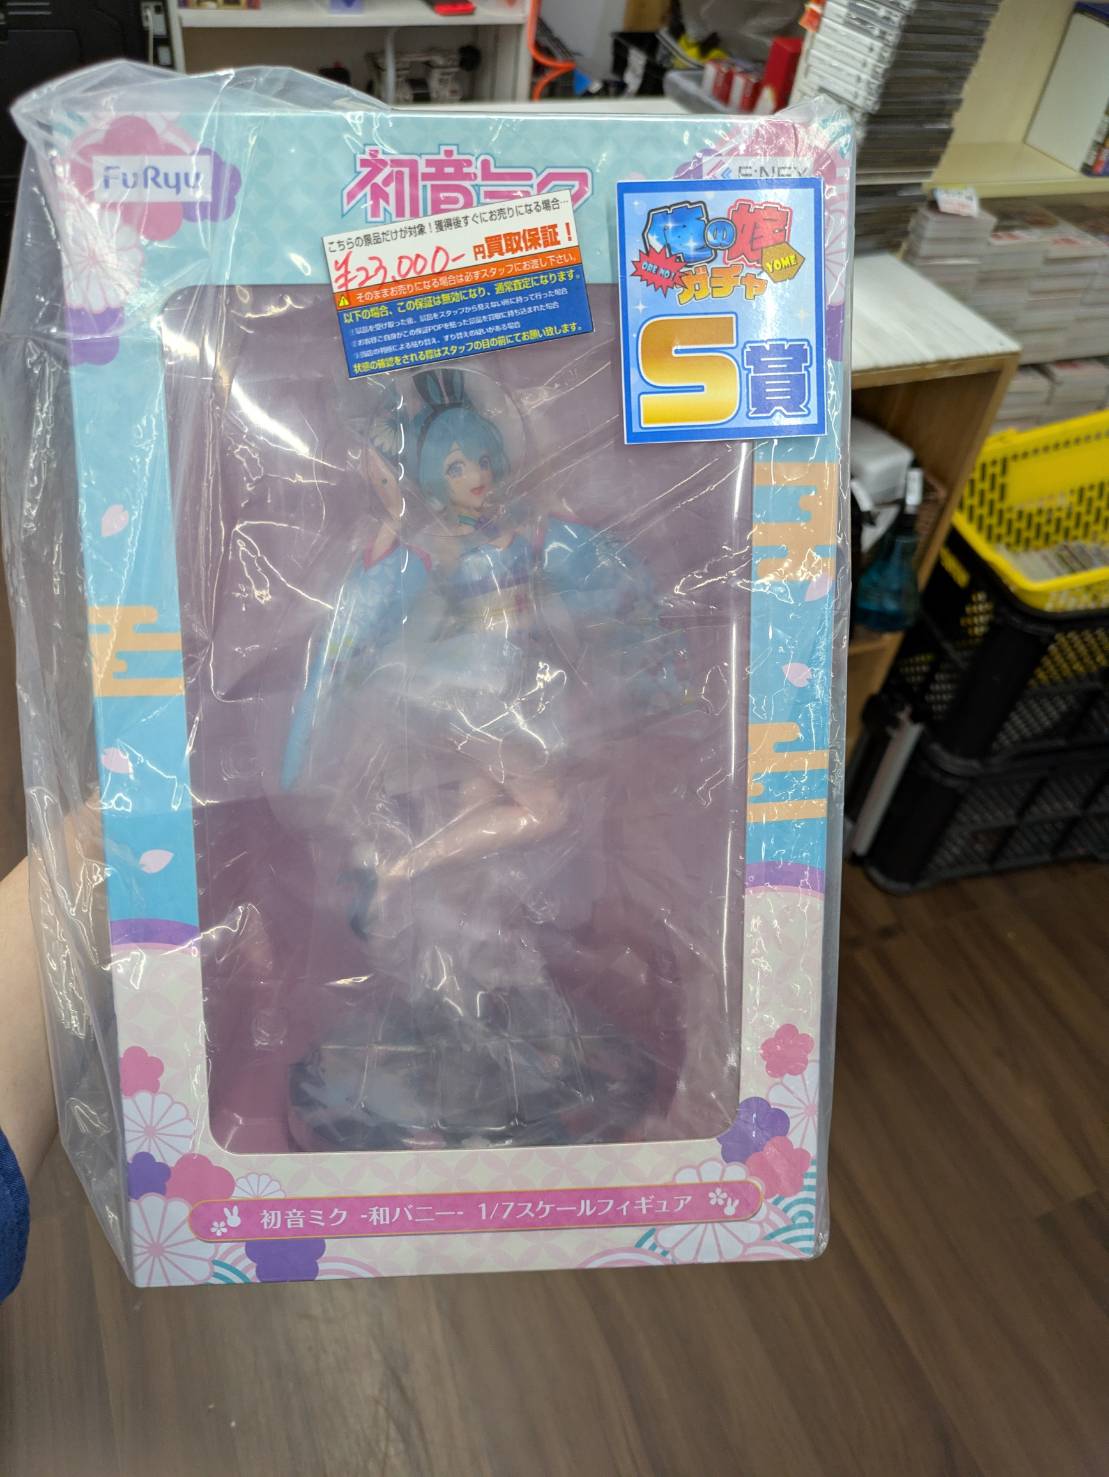 FuRyu
初音ミク
F:NEX
こちらの景品だけが対象！獲得後すぐにお売りになる場合…
¥23,000- 円買取保証！
そのままお売りになる場合は必ずスタッフにお渡し下さい。
以下の場合、この保証は無効になり、通常査定になります。
状態の確認をされる際はスタッフの目の前にてお願い致します。
俺の嫁
ORE NO!
YOME
ガチャ
S賞
初音ミク -和バニー- 1/7スケールフィギュア